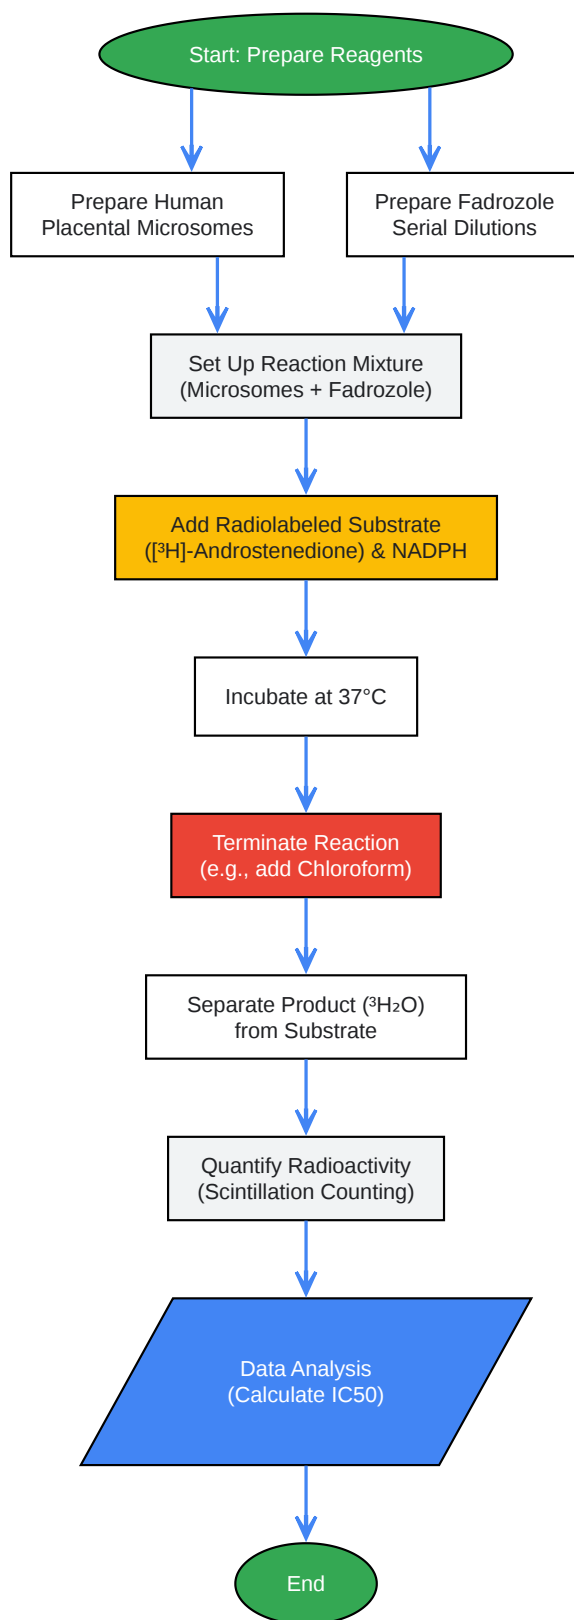 Start: Prepare Reagents
Prepare Human
Placental Microsomes
Prepare Fadrozole
Serial Dilutions
Set Up Reaction Mixture
(Microsomes + Fadrozole)
Add Radiolabeled Substrate
([³H]-Androstenedione) & NADPH
Incubate at 37°C
Terminate Reaction
(e.g., add Chloroform)
Separate Product (³H₂O)
from Substrate
Quantify Radioactivity
(Scintillation Counting)
Data Analysis
(Calculate IC50)
End